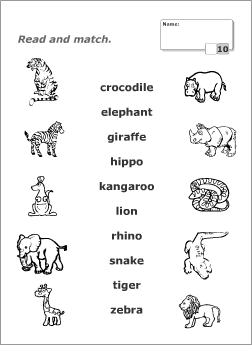 Name:
10
Read and match.
crocodile
elephant
giraffe
hippo
kangaroo
lion
rhino
snake
tiger
zebra